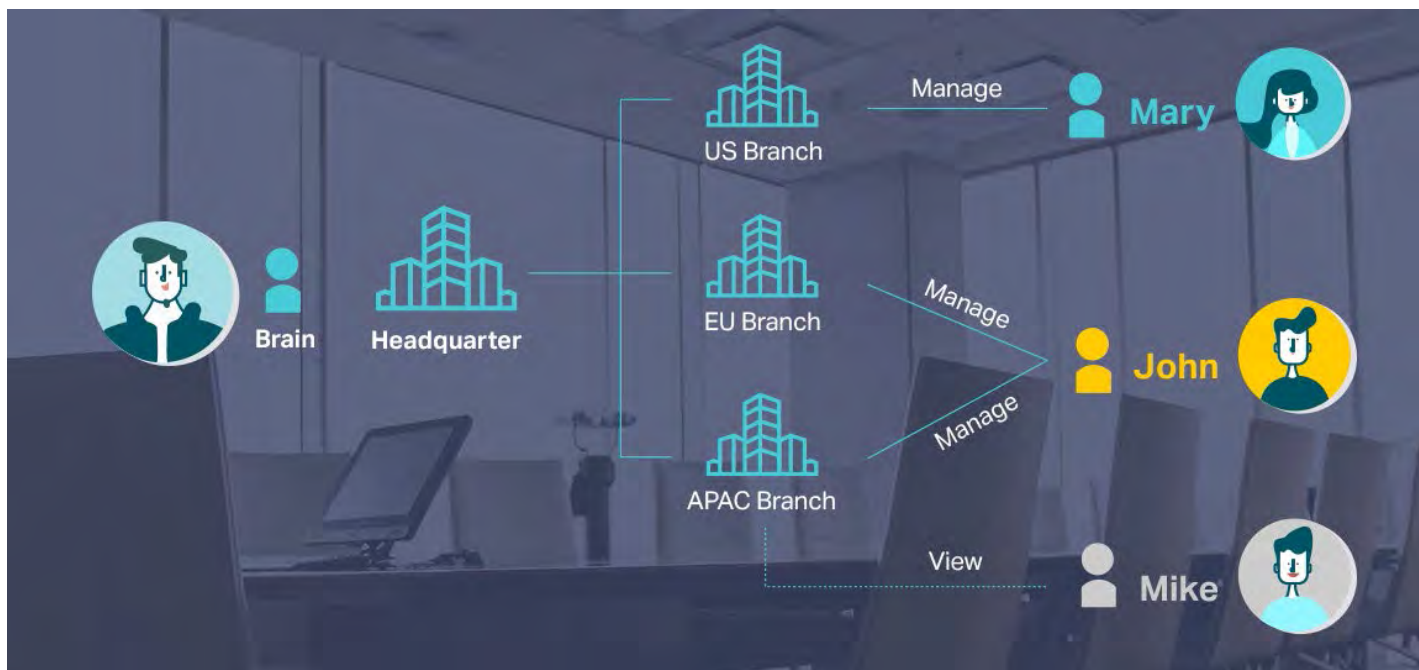 Manage
Mary
US Branch
Brain
Headquarter
EU Branch
Manage
John
Manage
APAC Branch
View
Mike